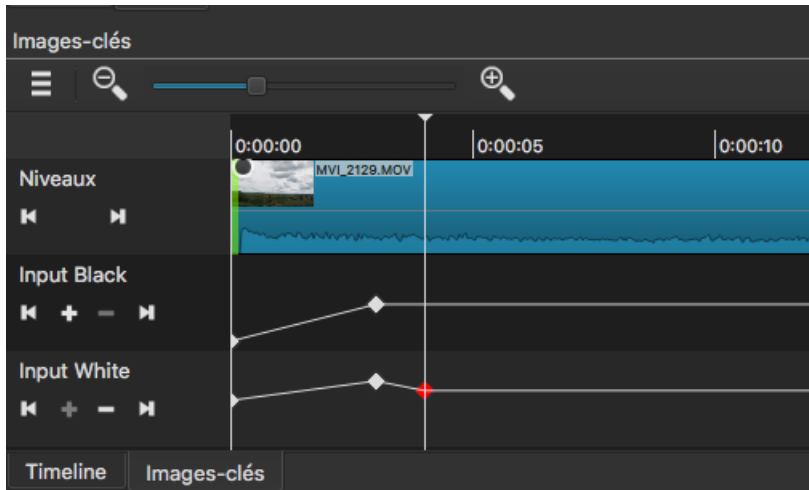 Images-clés
0:00:00 0:00:05 0:00:10
MVI_2129.MOV
Niveaux
Input Black
Input White
Timeline Images-clés